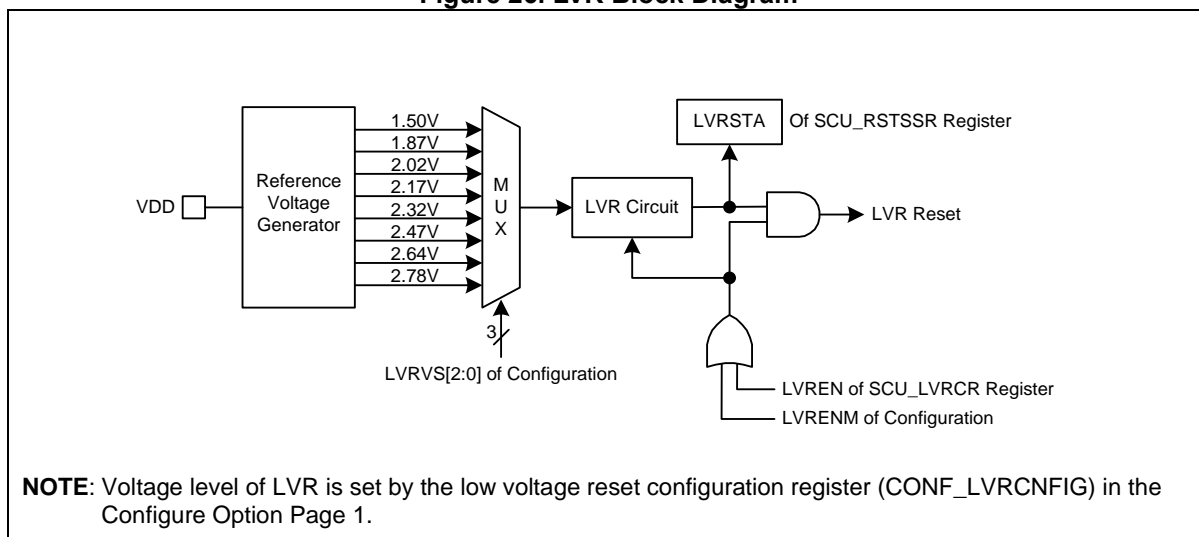 Figure 26. LVR Block Diagram
1.50V
1.87V
2.02V
2.17V
2.32V
2.47V
2.64V
2.78V
VDD
Reference
Voltage
Generator
M
U
X
LVR Circuit
LVRSTA
Of SCU_RSTSSR Register
LVR Reset
3
LVRVS[2:0] of Configuration
LVREN of SCU_LVRCR Register
LVRENM of Configuration
NOTE: Voltage level of LVR is set by the low voltage reset configuration register (CONF_LVRCNFIG) in the
Configure Option Page 1.